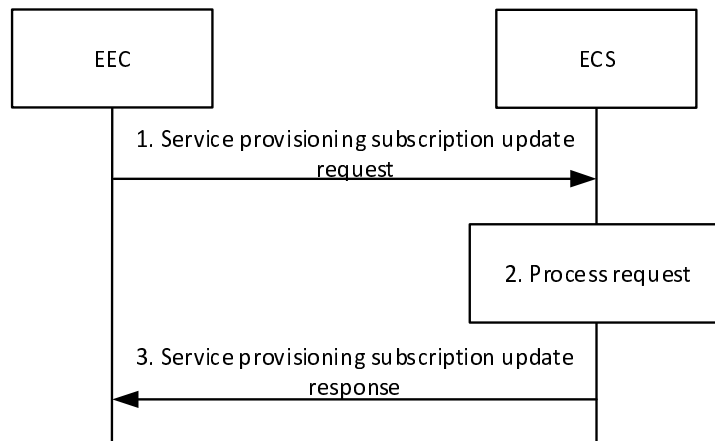 EEC
ECS
1. Service provisioning subscription update
request
2. Process request
3. Service provisioning subscription update
response